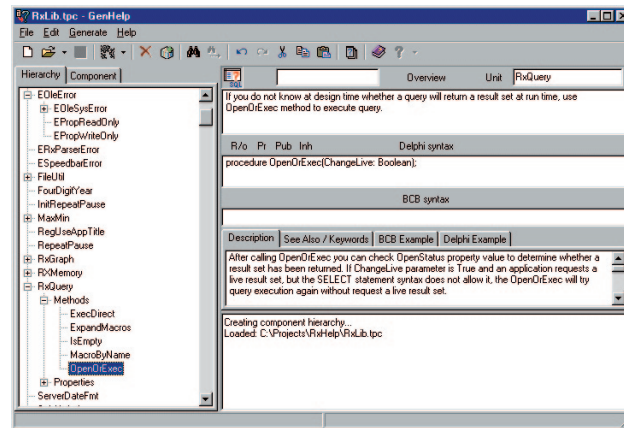 RxLib.tpc - GenHelp
File Edit Generate Help
Hierarchy Component
EOleError
EOleSysError
EPropReadOnly
EPropWriteOnly
ERxParserError
ESpeedbarError
FileUtil
FourDigitYear
InitRepeatPause
MaxMin
RegUseAppTitle
RepeatPause
RxGraph
RXMemory
RxQuery
Methods
ExecDirect
ExpandMacros
IsEmpty
MacroByName
OpenOrExec
Properties
ServerDateFmt
SQL Overview Unit RxQuery
If you do not know at design time whether a query will return a result set at run time, use
OpenOrExec method to execute query.
R/o Pr Pub Inh Delphi syntax
procedure OpenOrExec(ChangeLive: Boolean);
BCB syntax
Description See Also / Keywords BCB Example Delphi Example
After calling OpenOrExec you can check OpenStatus property value to determine whether a
result set has been returned. If ChangeLive parameter is True and an application requests a
live result set, but the SELECT statement syntax does not allow it, the OpenOrExec will try
query execution again without request a live result set.
Creating component hierarchy...
Loaded: C:\Projects\RxHelp\RxLib.tpc